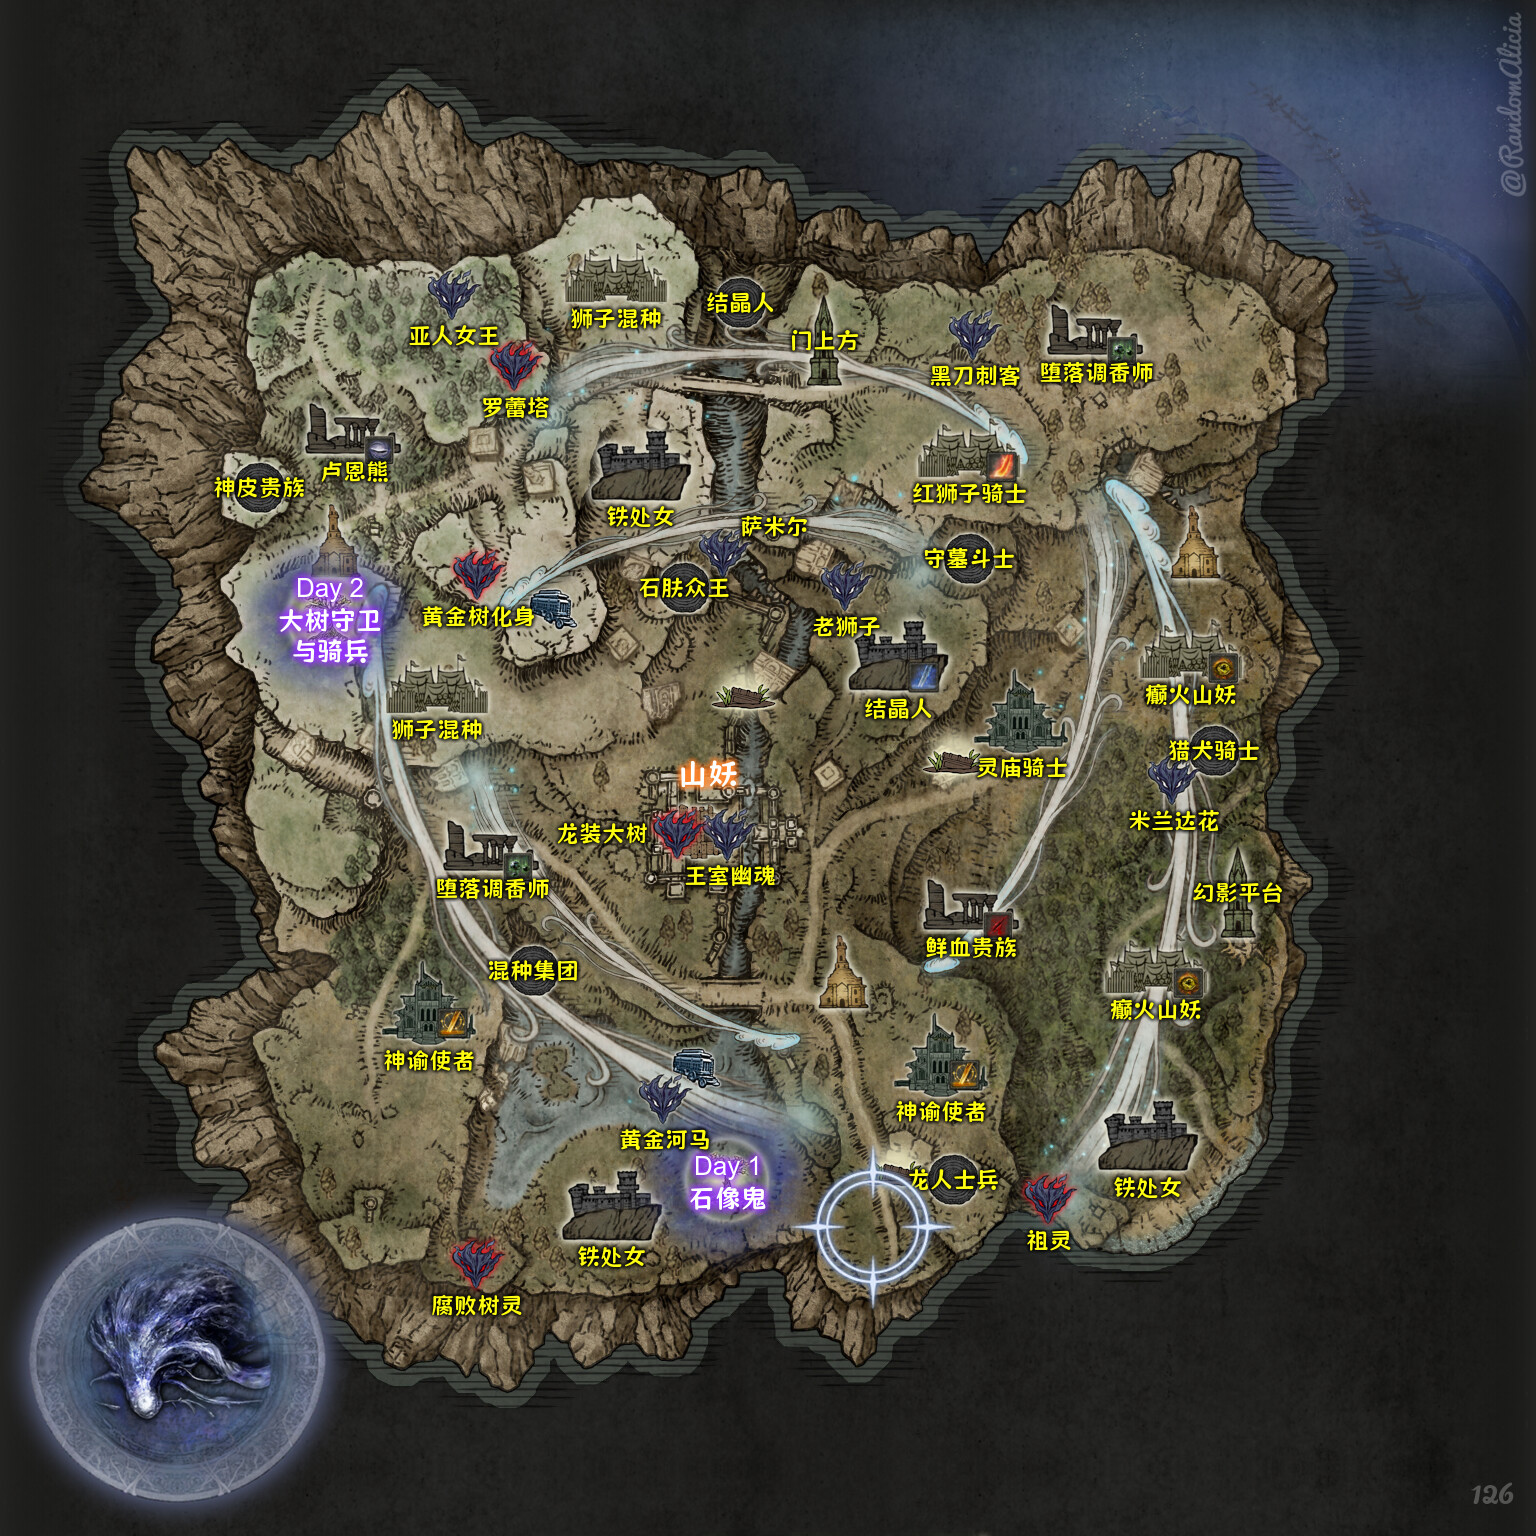 @RandomAlicia
狮子混种
结晶人
亚人女王
门上方
黑刀刺客
堕落调香师
罗蕾塔
卢恩熊
神皮贵族
红狮子骑士
铁处女
萨米尔
守墓斗士
石肤众王
Day 2
大树守卫
与骑兵
黄金树化身
老狮子
癫火山妖
结晶人
狮子混种
猎犬骑士
灵庙骑士
山妖
米兰达花
龙装大树
王室幽魂
堕落调香师
幻影平台
鲜血贵族
混种集团
癫火山妖
神谕使者
神谕使者
黄金河马
Day 1
石像鬼
龙人士兵
铁处女
祖灵
铁处女
腐败树灵
126